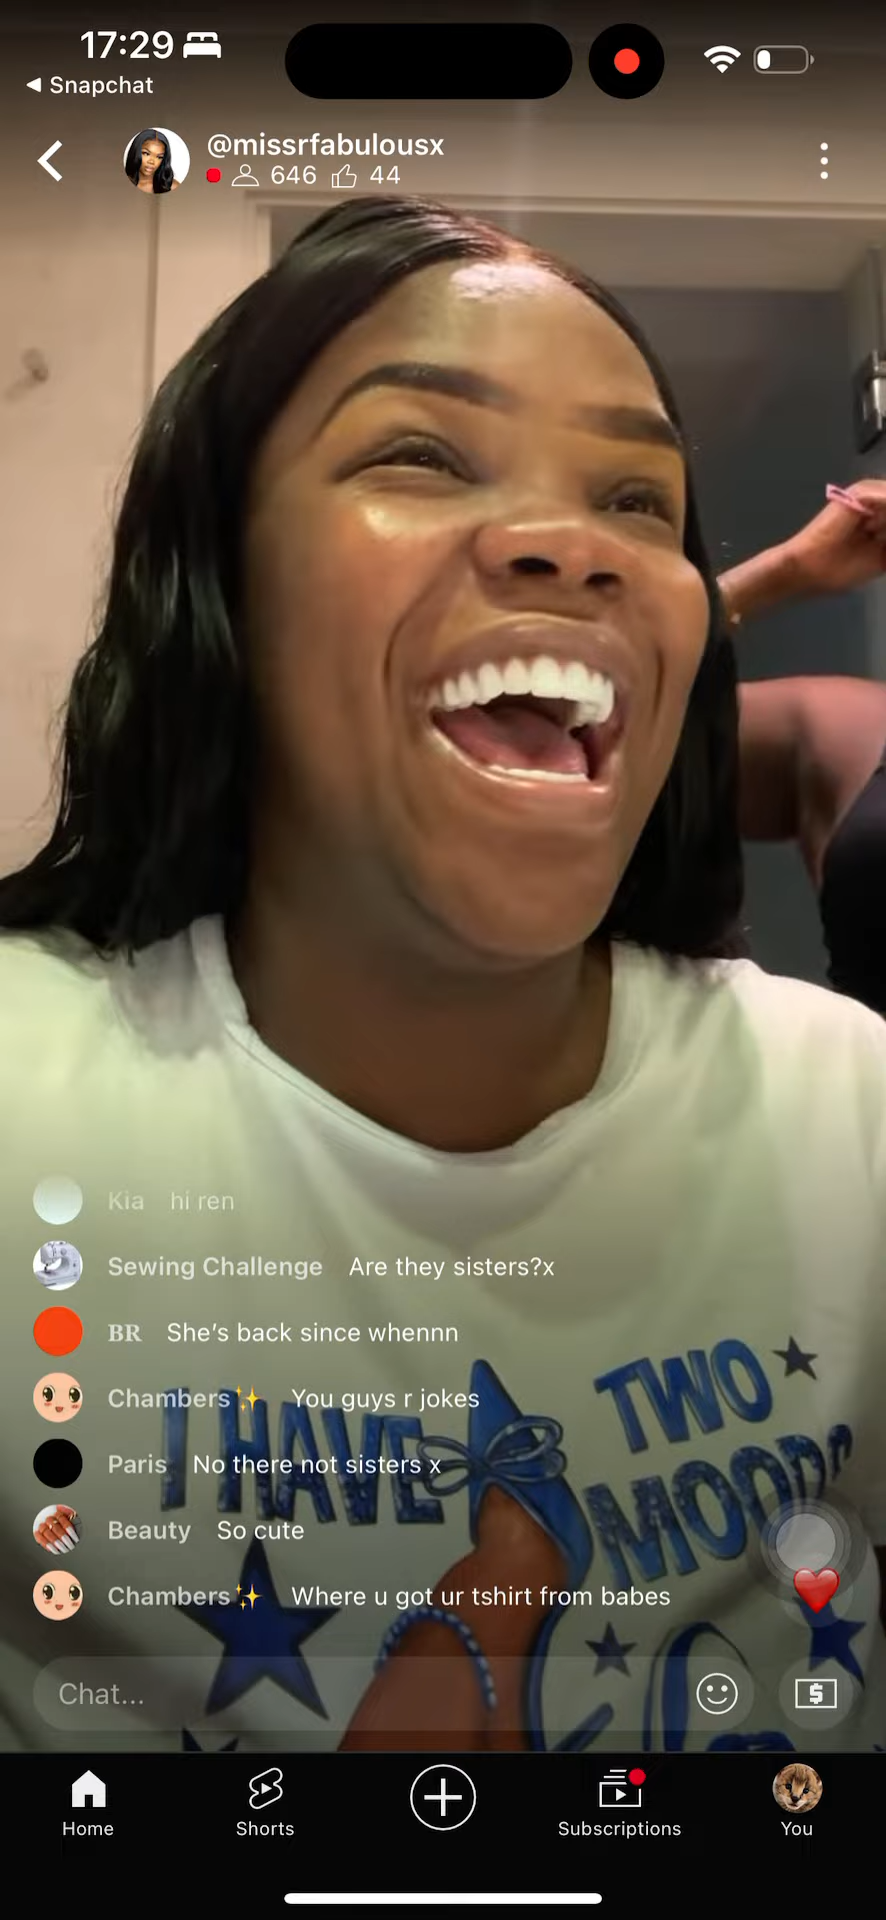 17:29
Snapchat
@missrfabulousx
646 44
Kia hi ren
Sewing Challenge Are they sisters?x
BR She’s back since whennn
Chambers✨ You guys r jokes
Paris No there not sisters x
Beauty So cute
Chambers✨ Where u got ur tshirt from babes
I HAVE
TWO
MOODS
Chat...
$
Home Shorts Subscriptions You